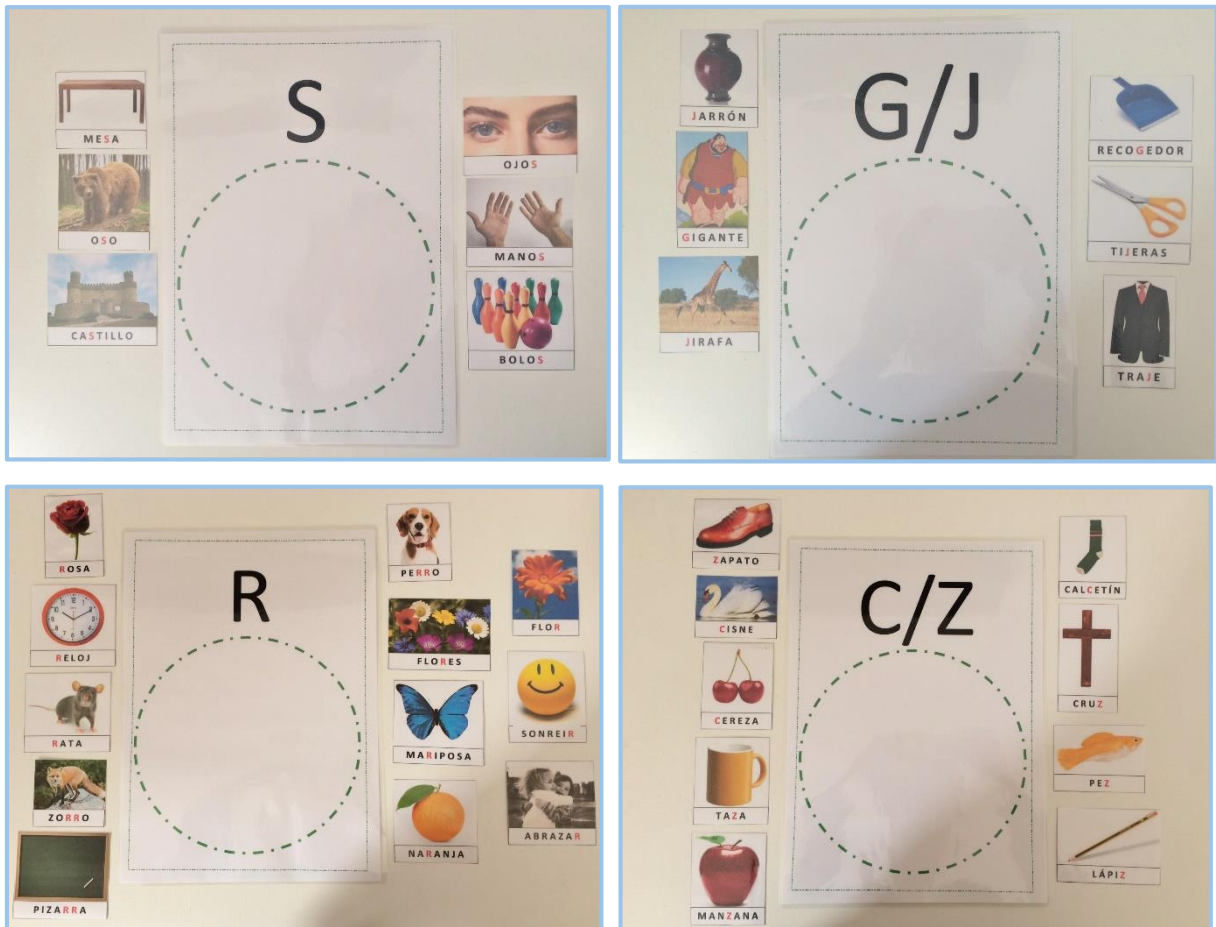 S
MESA
OSO
CASTILLO
OJOS
MANOS
BOLOS
G/J
JARRÓN
GIGANTE
JIRAFA
RECOGEDOR
TIJERAS
TRAJE
R
ROSA
RELOJ
RATA
ZORRO
PIZARRA
PERRO
FLORES
MARIPOSA
NARANJA
FLOR
SONREIR
ABRAZAR
C/Z
ZAPATO
CISNE
CEREZA
TAZA
MANZANA
CALCETÍN
CRUZ
PEZ
LÁPIZ